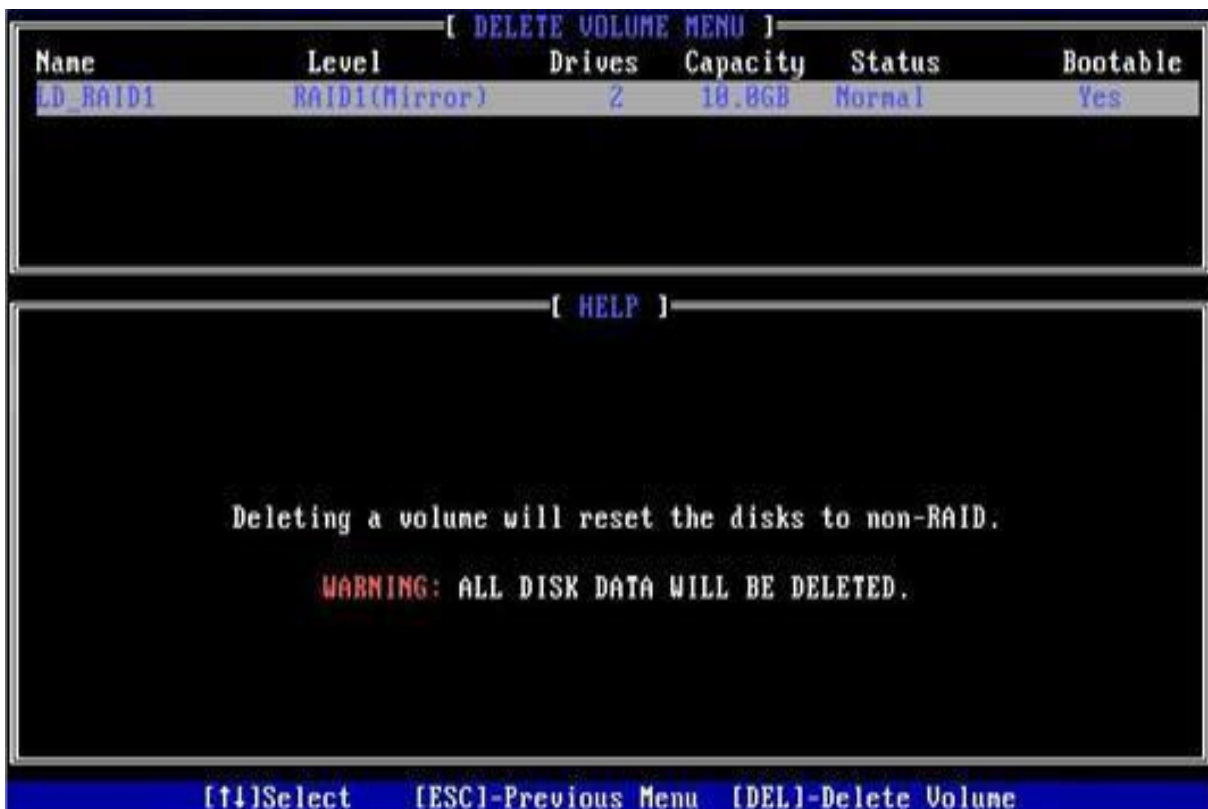 [ DELETE VOLUME MENU ]
Name Level Drives Capacity Status Bootable
LD_RAID1 RAID1(Mirror) 2 10.0GB Normal Yes
[ HELP ]
Deleting a volume will reset the disks to non-RAID.
WARNING: ALL DISK DATA WILL BE DELETED.
[↑↓]Select [ESC]-Previous Menu [DEL]-Delete Volume